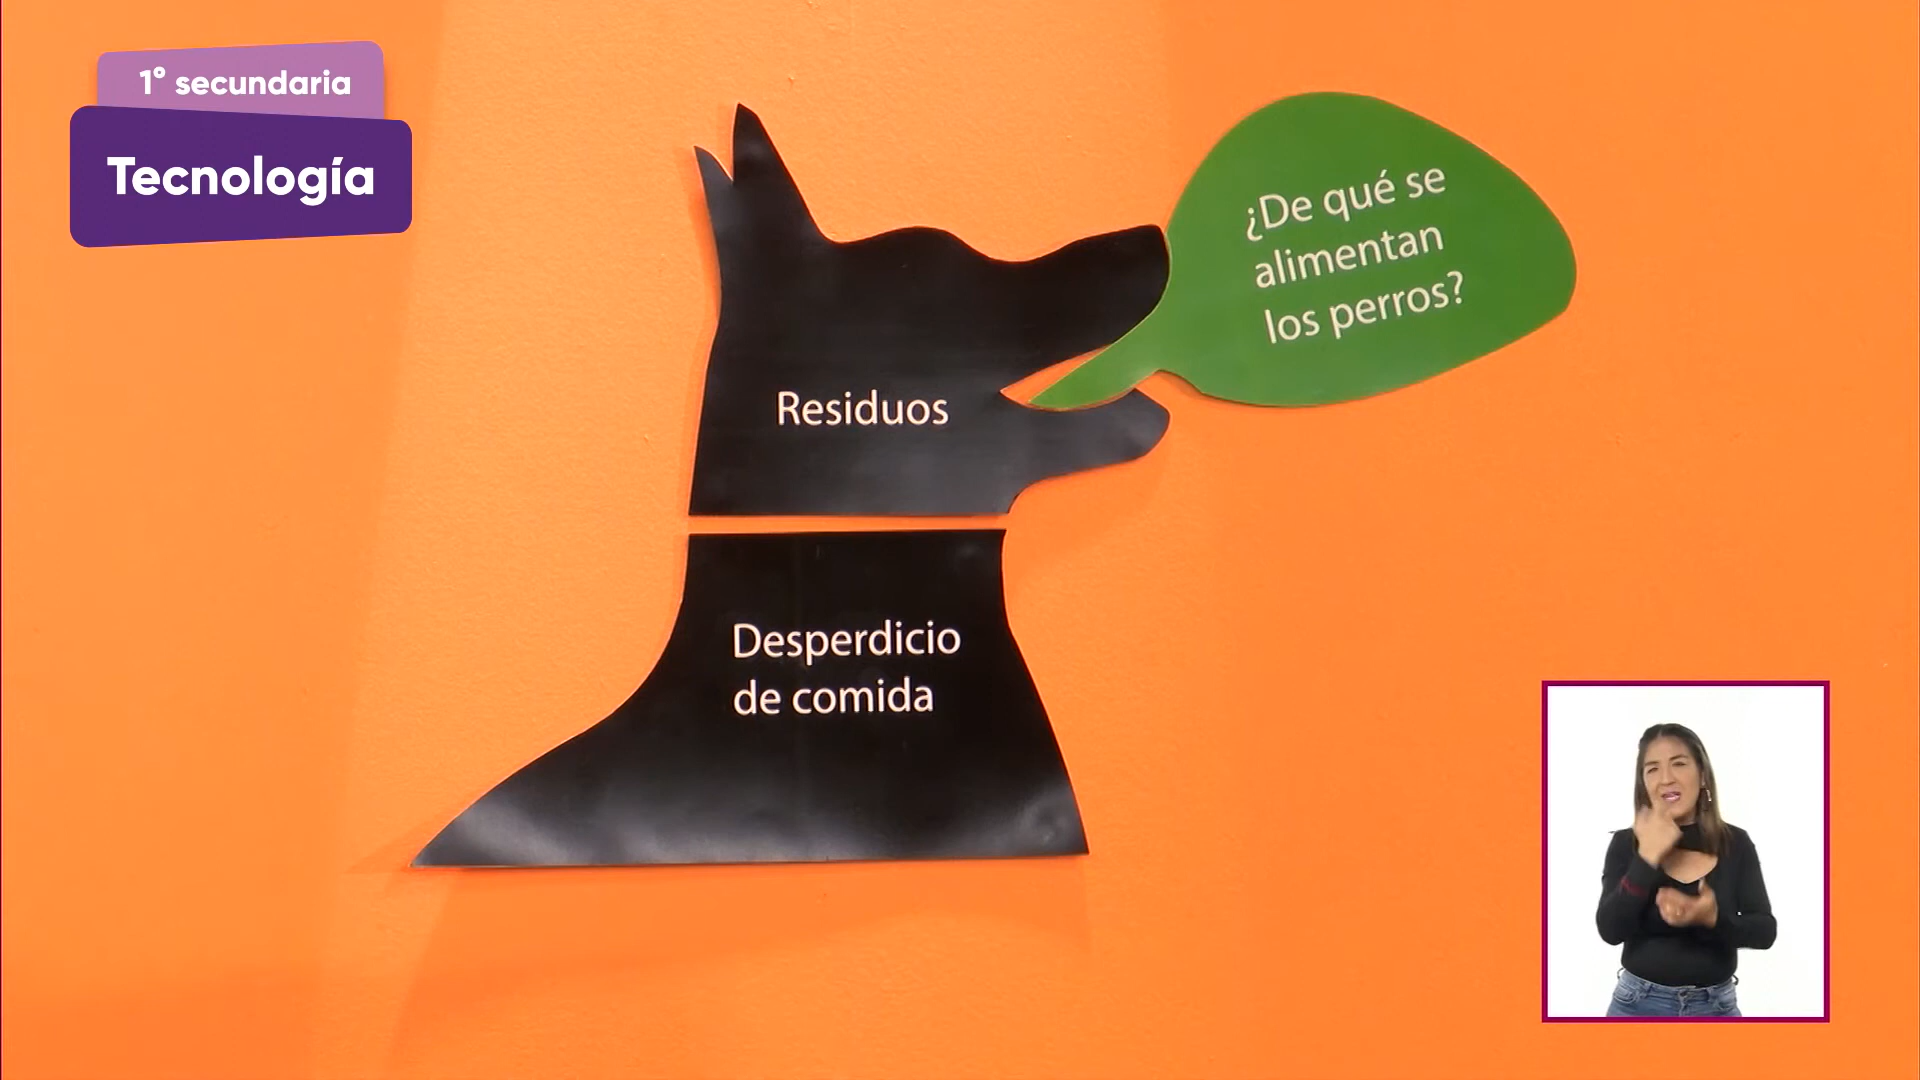 1° secundaria
Tecnología
¿De qué se
alimentan
los perros?
Residuos
Desperdicio
de comida